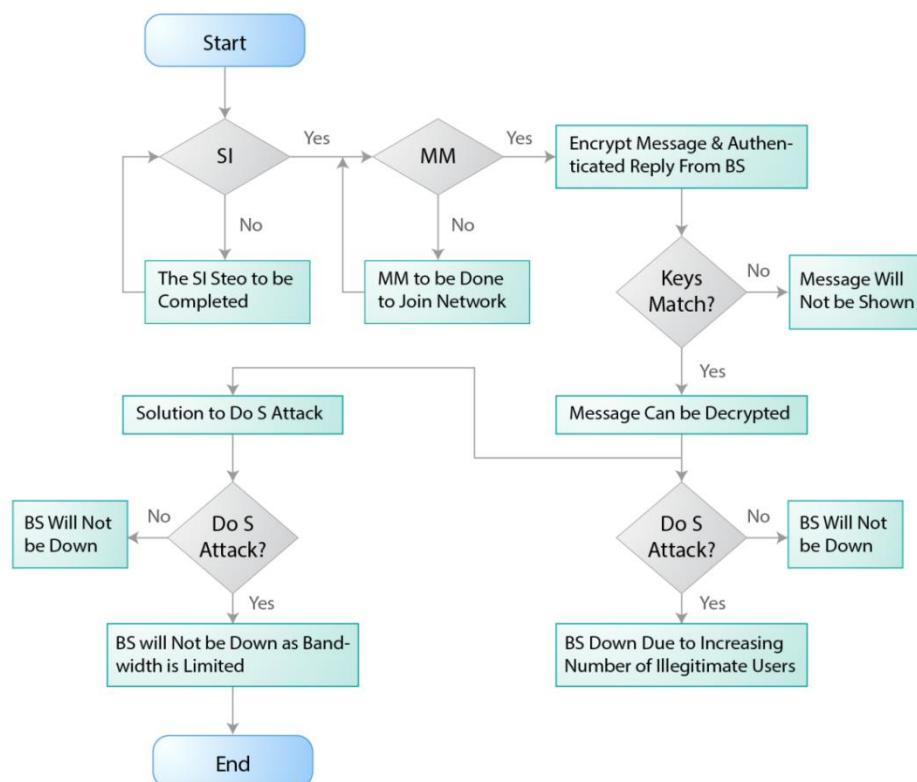 Start
SI
Yes
MM
Yes
Encrypt Message & Authen-
ticated Reply From BS
No
The SI Steo to be
Completed
No
MM to be Done
to Join Network
Keys
Match?
No
Message Will
Not be Shown
Yes
Solution to Do S Attack
Message Can be Decrypted
BS Will Not
be Down
No
Do S
Attack?
Do S
Attack?
No
BS Will Not
be Down
Yes
Yes
BS will Not be Down as Band-
width is Limited
BS Down Due to Increasing
Number of Illegitimate Users
End